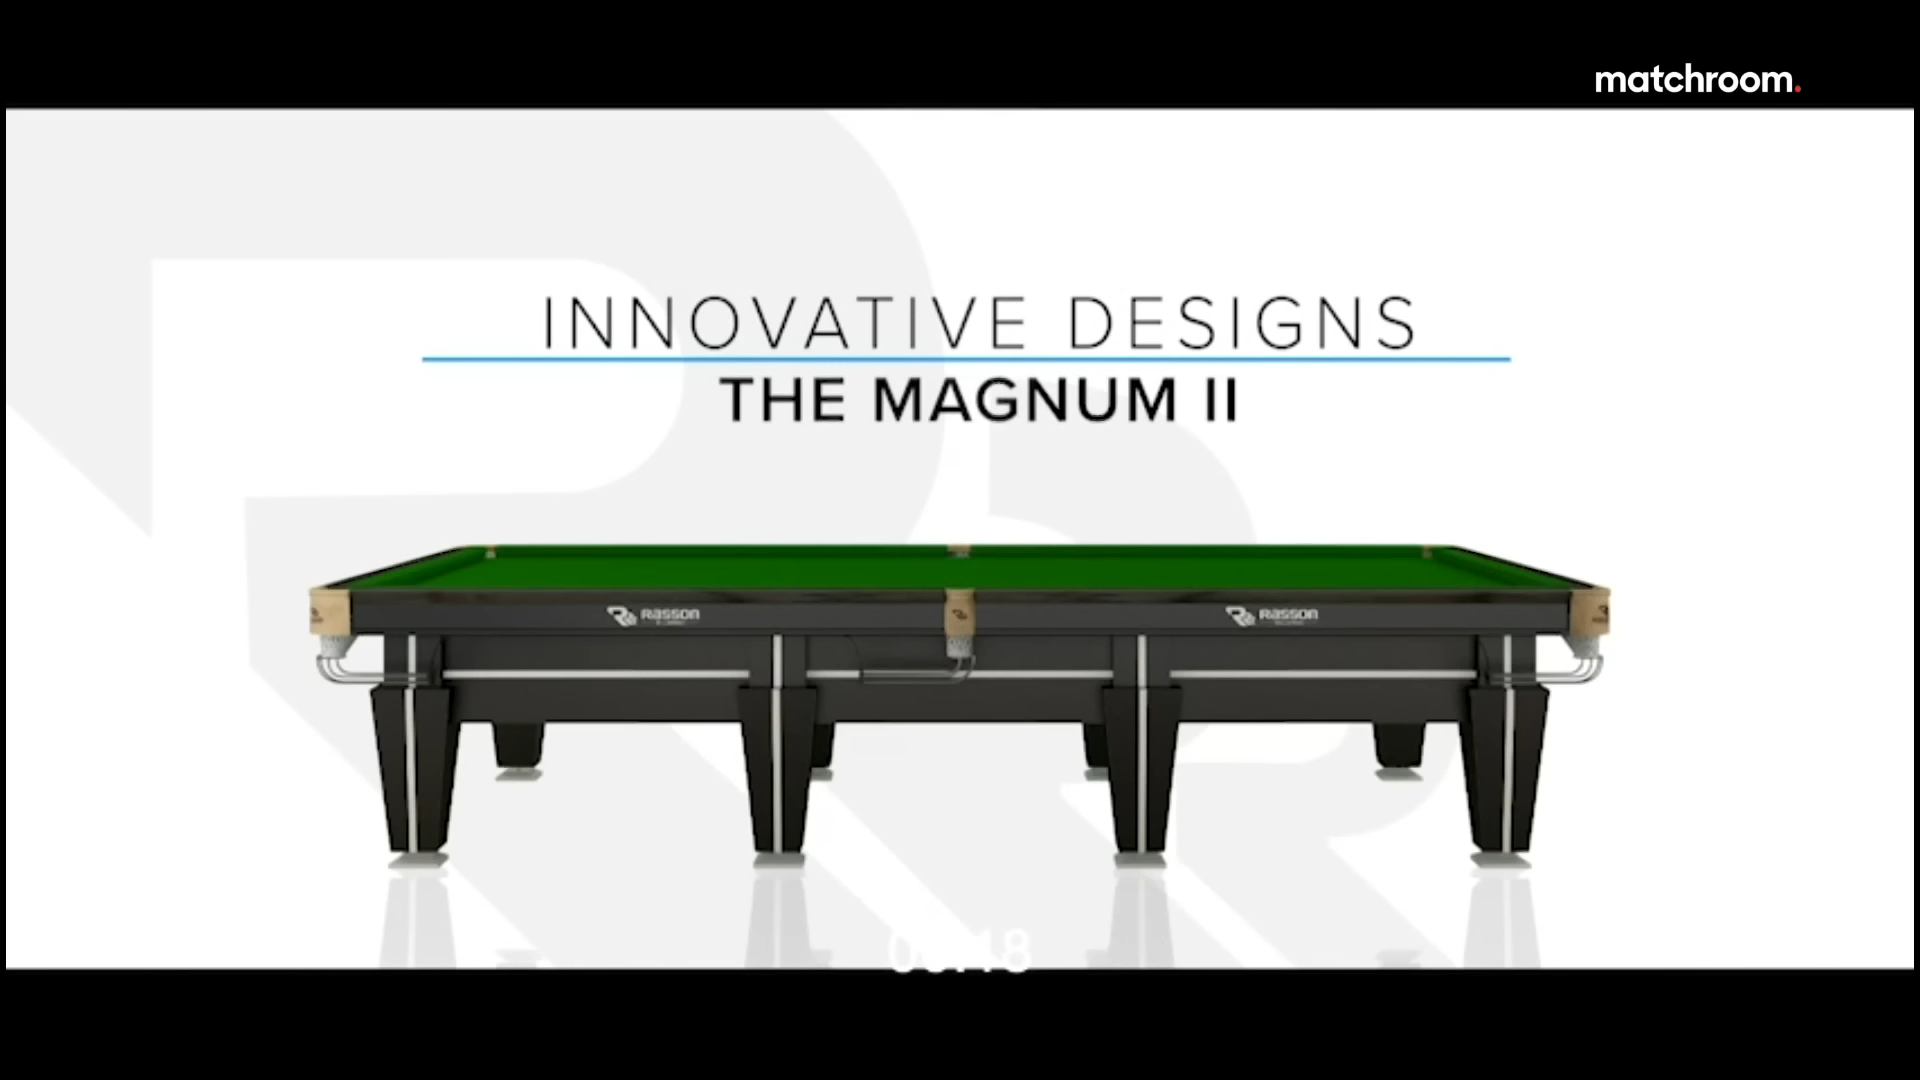 matchroom.
INNOVATIVE DESIGNS
THE MAGNUM II
RASSON
RASSON